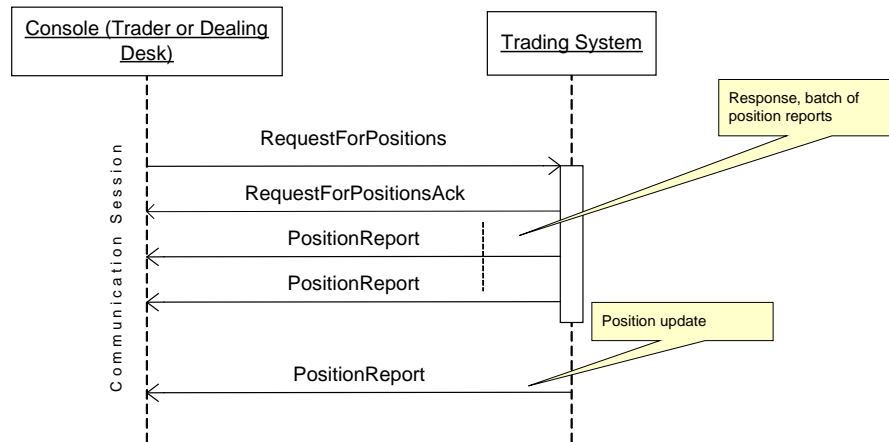 Console (Trader or Dealing
Desk)
Trading System
Response, batch of
position reports
RequestForPositions
RequestForPositionsAck
PositionReport
PositionReport
Position update
PositionReport
Communication Session